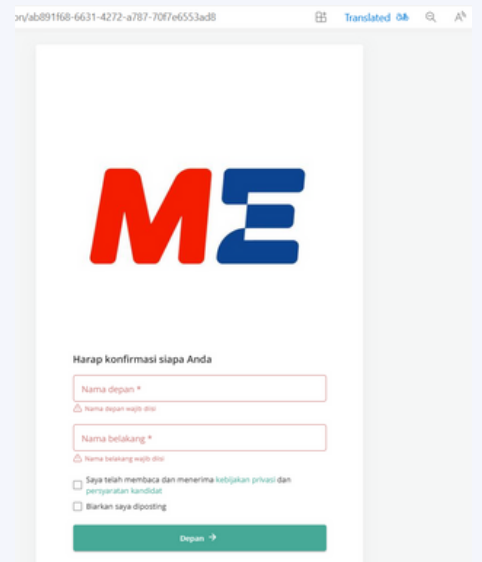 on/ab891f68-6631-4272-a787-70f7e6553ad8 Translated
ME
Harap konfirmasi siapa Anda
Nama depan *
Nama depan wajib diisi
Nama belakang *
Nama belakang wajib diisi
Saya telah membaca dan menerima kebijakan privasi dan
persyaratan kandidat
Biarkan saya diposting
Depan →